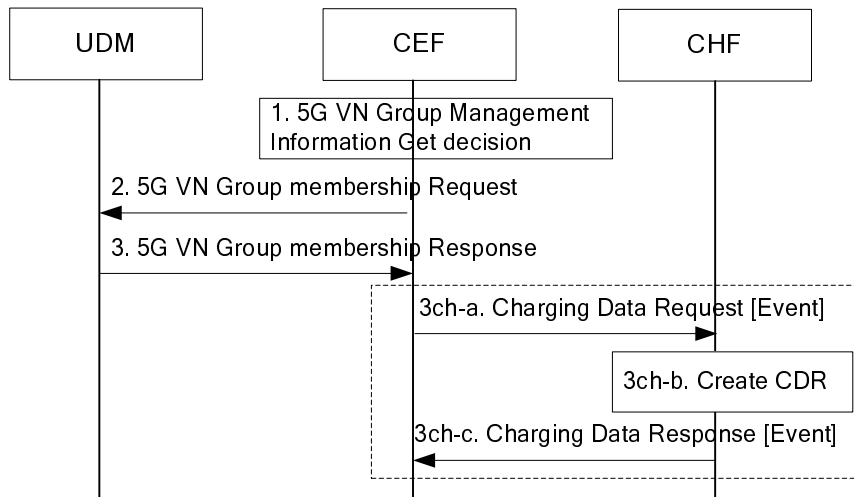 UDM
CEF
CHF
1. 5G VN Group Management
Information Get decision
2. 5G VN Group membership Request
3. 5G VN Group membership Response
3ch-a. Charging Data Request [Event]
3ch-b. Create CDR
3ch-c. Charging Data Response [Event]